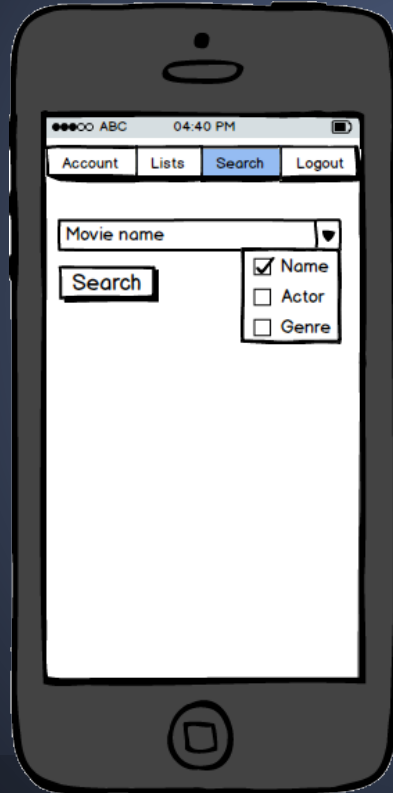 ABC 04:40 PM
Account Lists Search Logout
Movie name
Search
Name
Actor
Genre